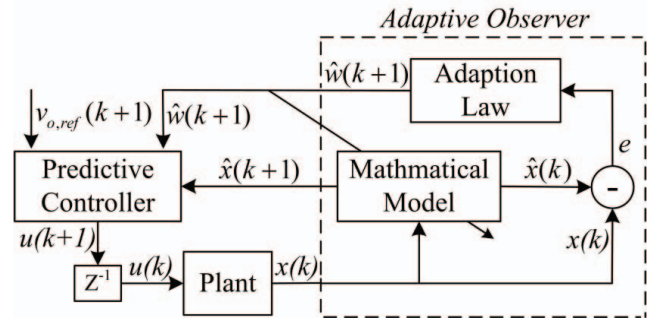 Adaptive Observer
ŵ(k+1)
Adaption
Law
v_{o,ref}(k+1)
ŵ(k+1)
e
Predictive
Controller
x̂(k+1)
Mathmatical
Model
x̂(k)
-
u(k+1)
x(k)
Z^{-1}
u(k)
Plant
x(k)